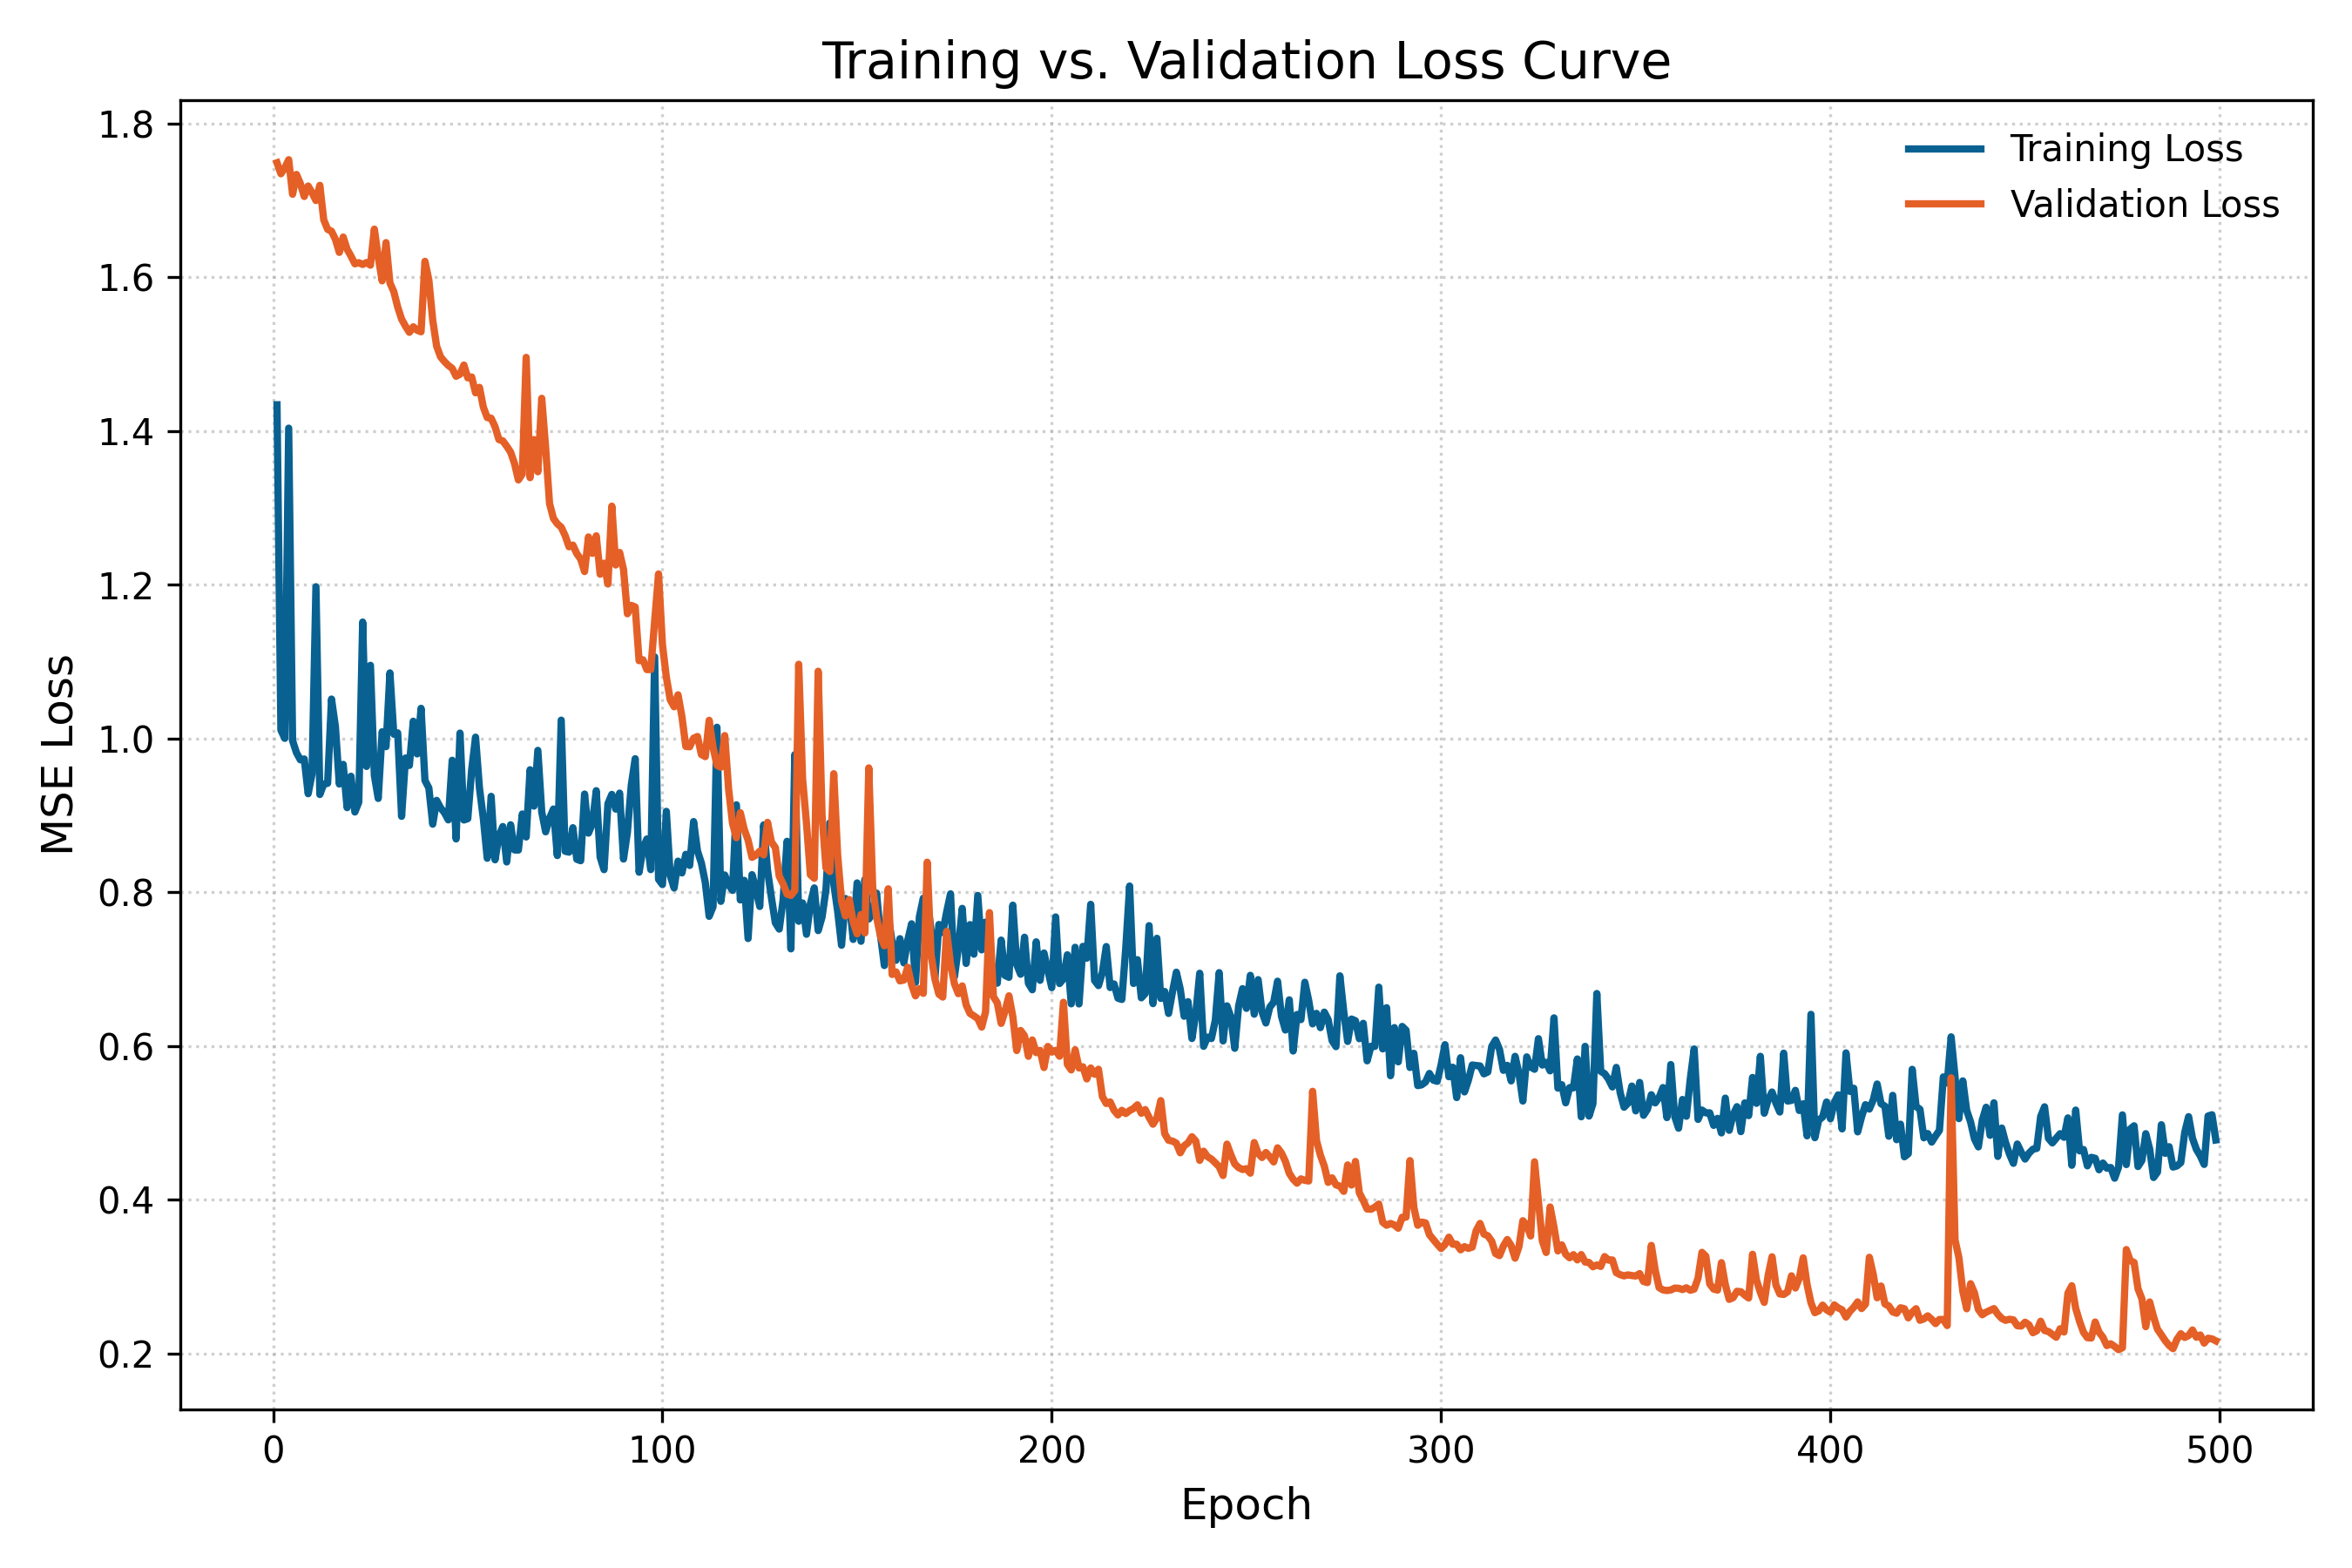 Training vs. Validation Loss Curve
Training Loss
Validation Loss
MSE Loss
1.8
1.6
1.4
1.2
1.0
0.8
0.6
0.4
0.2
0 100 200 300 400 500
Epoch